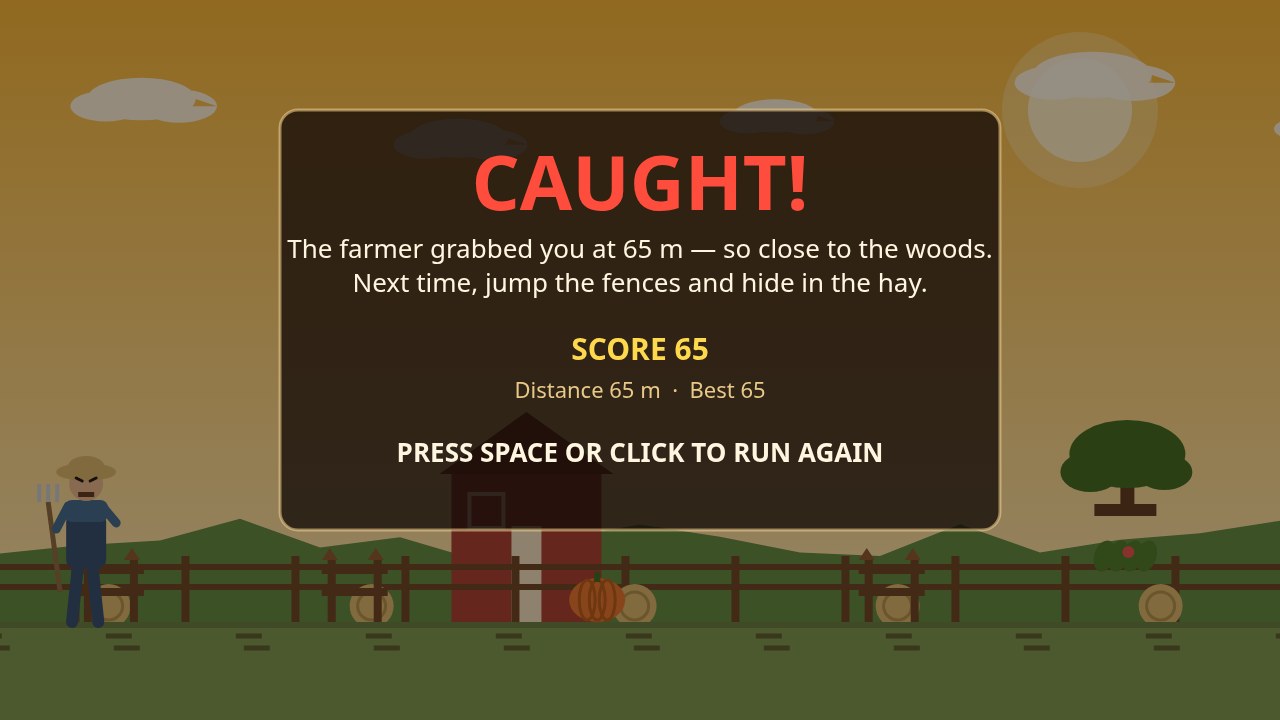 CAUGHT!
The farmer grabbed you at 65 m — so close to the woods.
Next time, jump the fences and hide in the hay.
SCORE 65
Distance 65 m · Best 65
PRESS SPACE OR CLICK TO RUN AGAIN